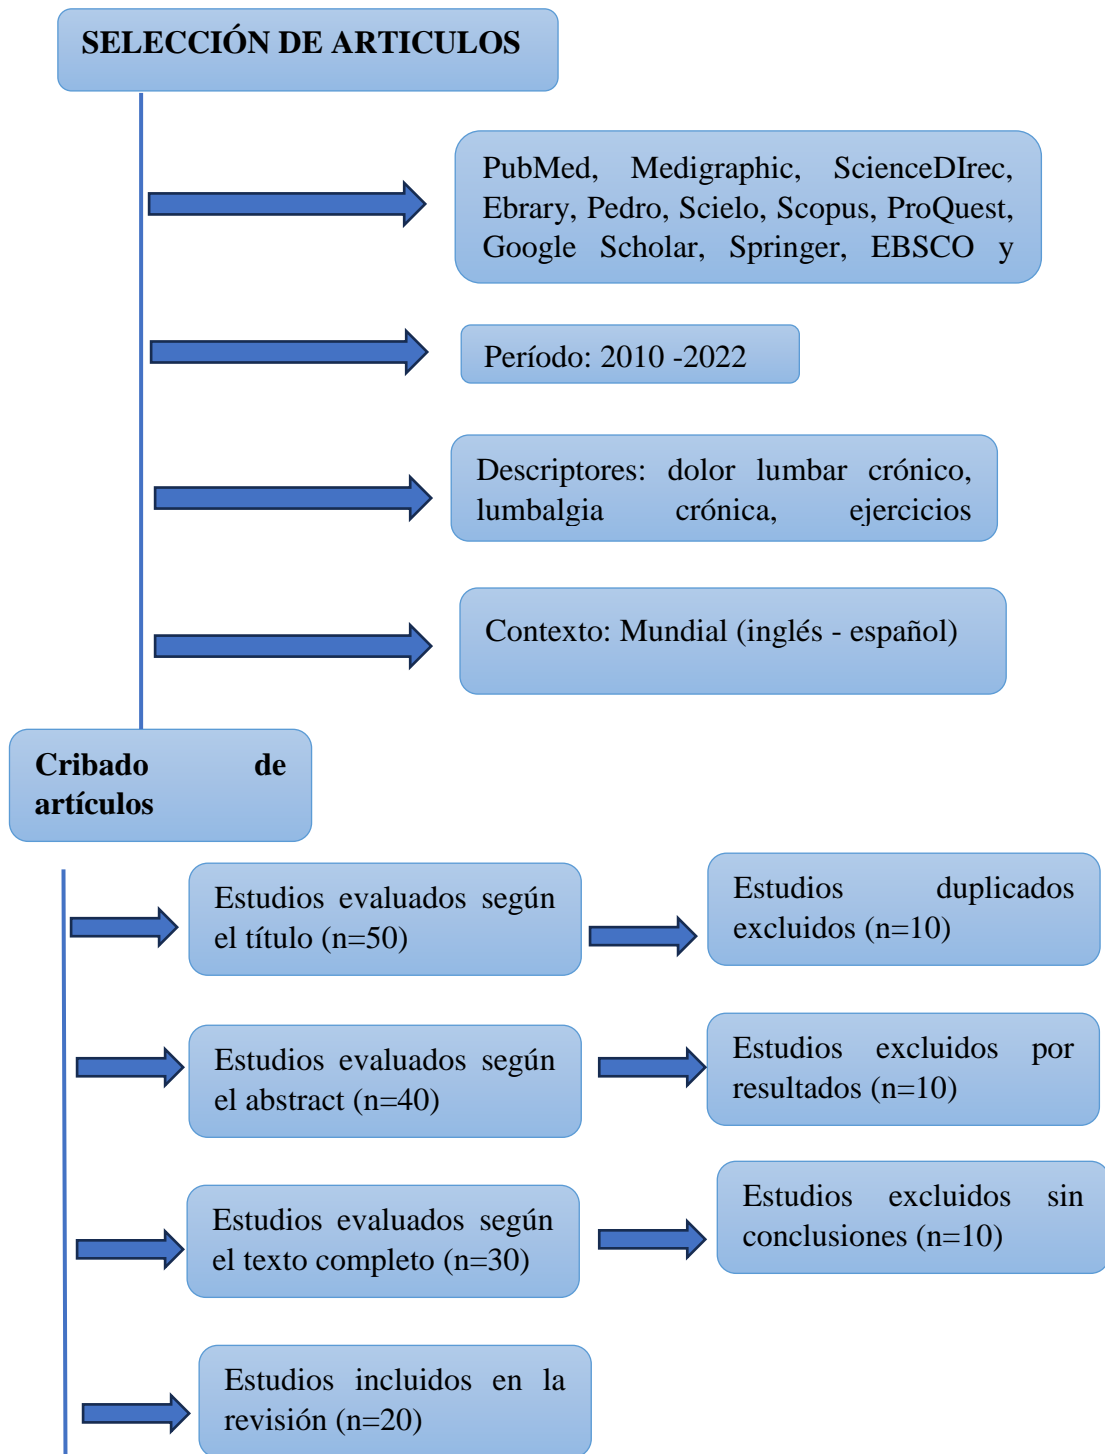 SELECCIÓN DE ARTICULOS
PubMed, Medigraphic, ScienceDIrec,
Ebrary, Pedro, Scielo, Scopus, ProQuest,
Google Scholar, Springer, EBSCO y
Período: 2010 -2022
Descriptores: dolor lumbar crónico,
lumbalgia crónica, ejercicios
Contexto: Mundial (inglés - español)
Cribado de
artículos
Estudios evaluados según
el título (n=50)
Estudios duplicados
excluidos (n=10)
Estudios evaluados según
el abstract (n=40)
Estudios excluidos por
resultados (n=10)
Estudios evaluados según
el texto completo (n=30)
Estudios excluidos sin
conclusiones (n=10)
Estudios incluidos en la
revisión (n=20)